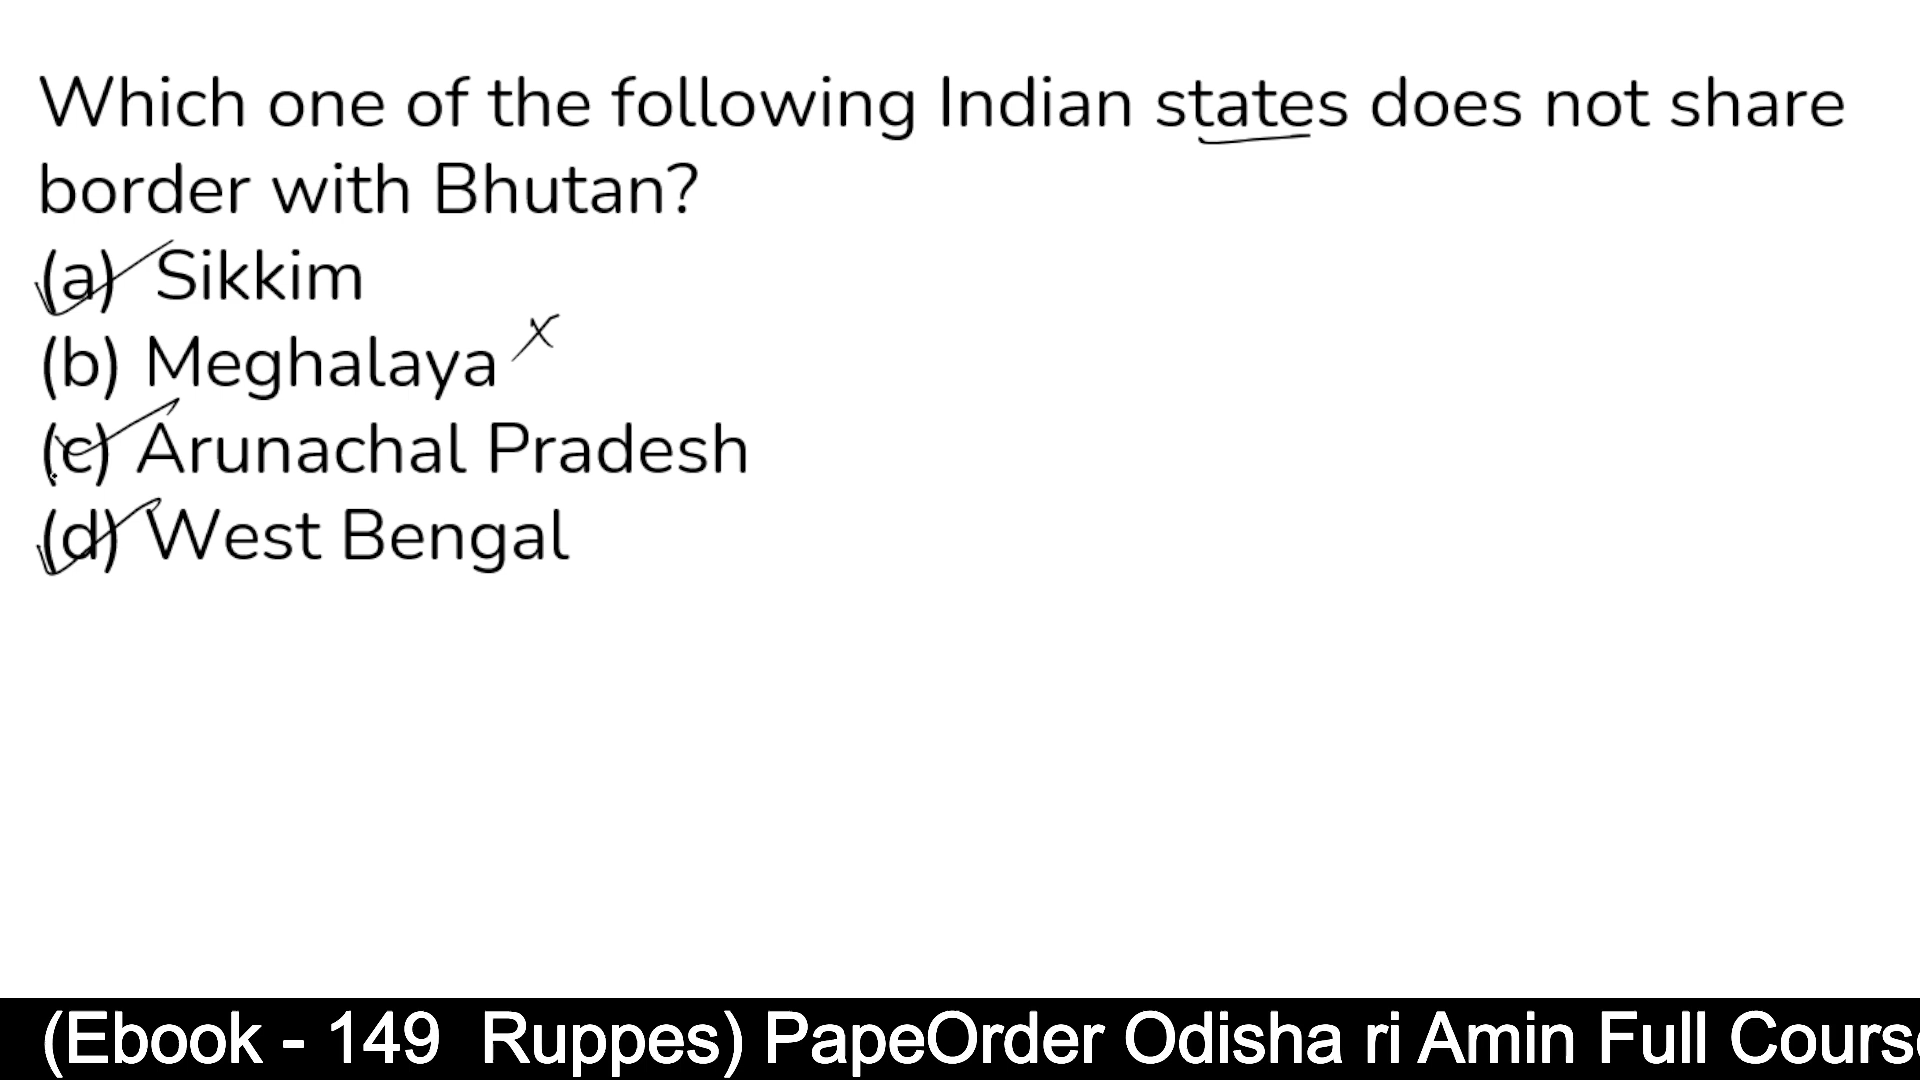 Which one of the following Indian states does not share
border with Bhutan?
(a) Sikkim
(b) Meghalaya x
(c) Arunachal Pradesh
(d) West Bengal
(Ebook - 149 Ruppes) PapeOrder Odisha ri Amin Full Cours